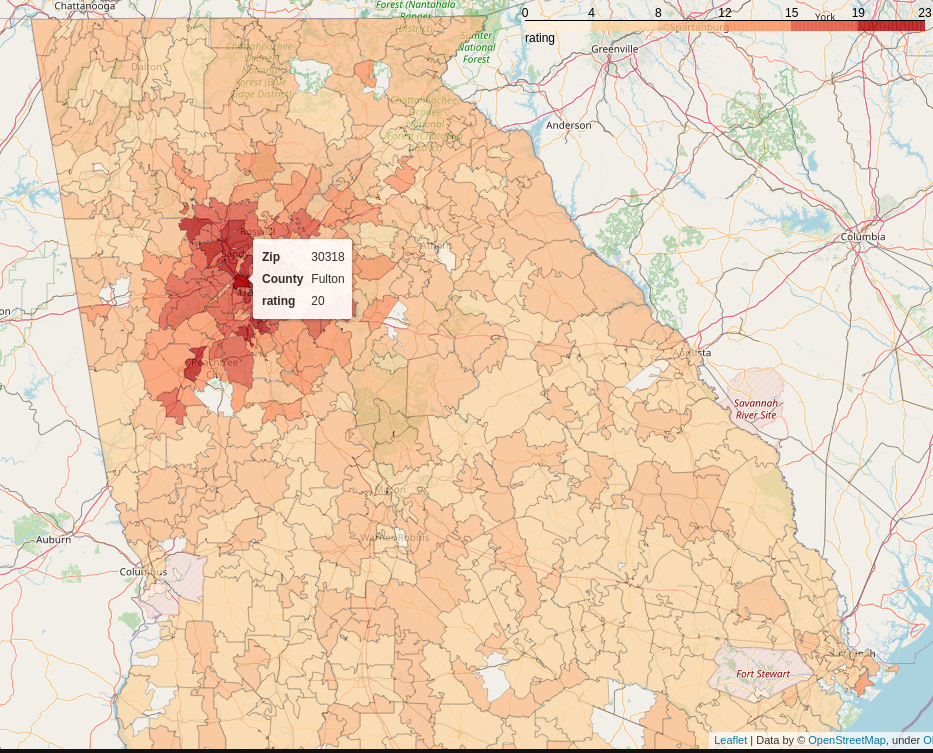 Chattanooga
Forest (Nantahala
Ranger
District)
Sumter
National
Forest
0 4 8 12 15 19 23
York
Spartanburg
rating
Greenville
Chattahoochee-
Forest
Ridge District)
Dalton
Chattahoochee-
Oconee
National
Forest (Chattooga
District)
Anderson
Roswell
Sandy
Athens
Columbia
Zip 30318
County Fulton
rating 20
Peachtree
City
Augusta
Savannah
River Site
Macon
Warner Robins
Auburn
Columbus
Savannah
Fort Stewart
Leaflet | Data by © OpenStreetMap, under O